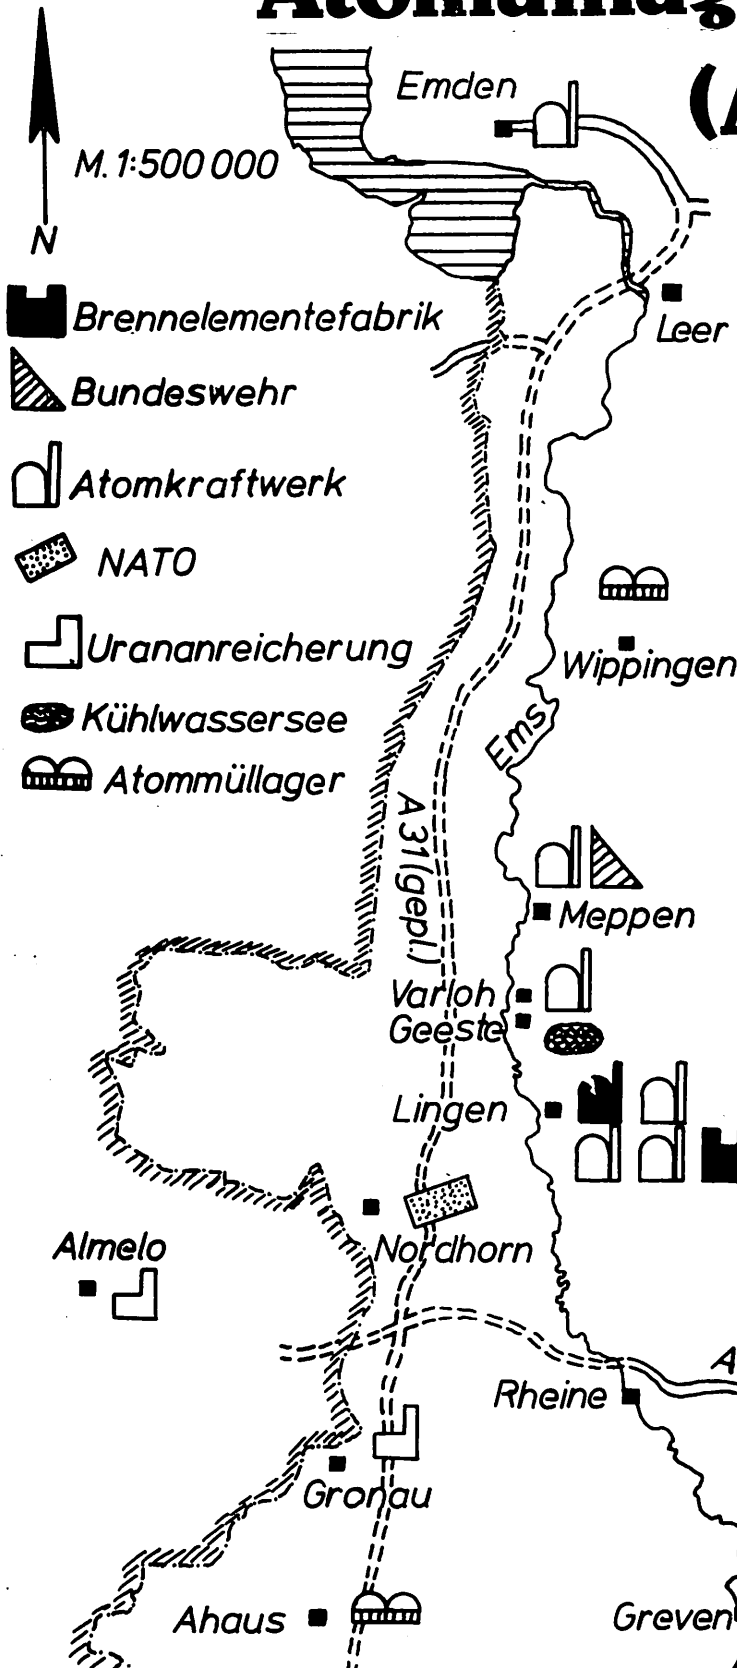 Emden
M. 1:500 000
N
Brennelementefabrik
Leer
Bundeswehr
Atomkraftwerk
NATO
Urananreicherung
Wippingen
Kühlwassersee
Ems
Atommüllager
A 31 (gepl.)
Meppen
Varloh
Geeste
Lingen
Nordhorn
Almelo
A
Rheine
Gronau
Ahaus
Greven